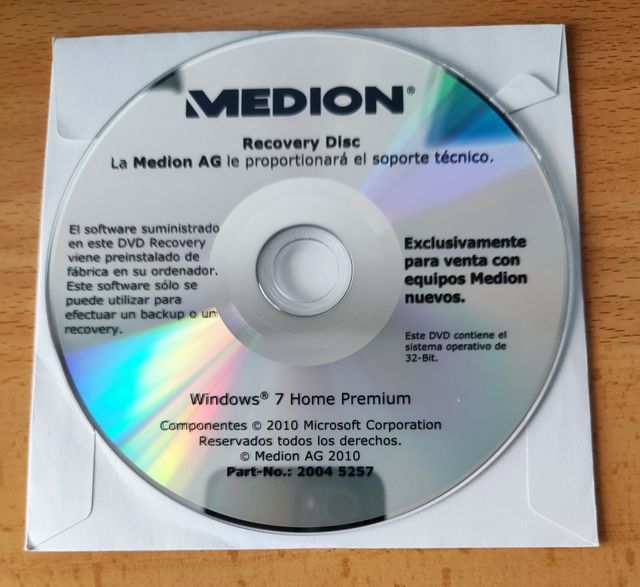 MEDION®
Recovery Disc
La Medion AG le proportionará el soporte técnico.
El software suministrado
en este DVD Recovery
viene preinstalado de
fábrica en su ordenador.
Este software sólo se
puede utilizar para
efectuar un backup o un
recovery.
Exclusivamente
para venta con
equipos Medion
nuevos.
Este DVD contiene el
sistema operativo de
32-Bit.
Windows® 7 Home Premium
Componentes © 2010 Microsoft Corporation
Reservados todos los derechos.
© Medion AG 2010
Part-No.: 2004 5257